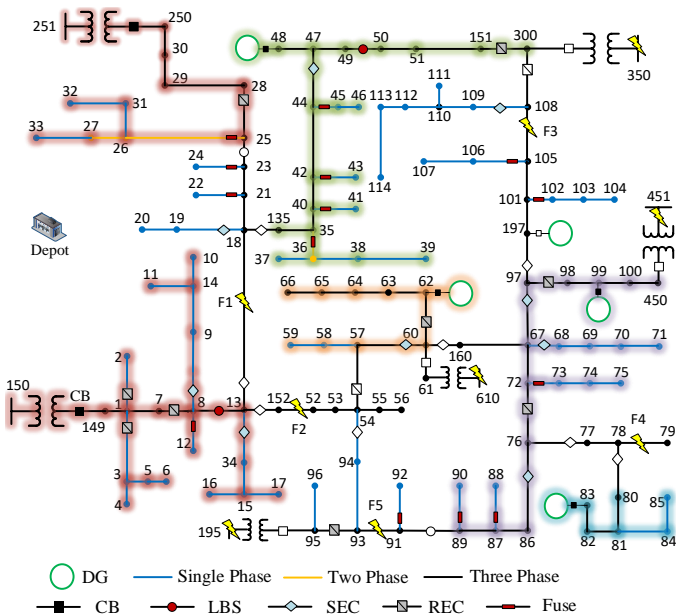 251 250 48 47 50 151 300
30 49 51 350
29 28 44 45 46 113 112 111 109 108
32 31 110 F3
33 27 26 25 114
24 23 42 43 107 106 105
22 21 40 41 101 102 103 104 451
20 19 18 135 35 197
Depot 37 36 38 39
10 66 65 64 63 62 97 98 99 100
11 14 450
F1
9 59 58 57 60 67 68 69 70 71
2 160
150 CB 72 73 74 75
61 610
149 1 7 8 13 152 52 53 54 55 56 76 77 78 F4 79
12 F2
3 5 6 34 94 96 92 90 88 83 80 85
4 16 15 17 F5
195 95 93 91 89 87 86 82 81 84
DG Single Phase Two Phase Three Phase
CB LBS SEC REC Fuse